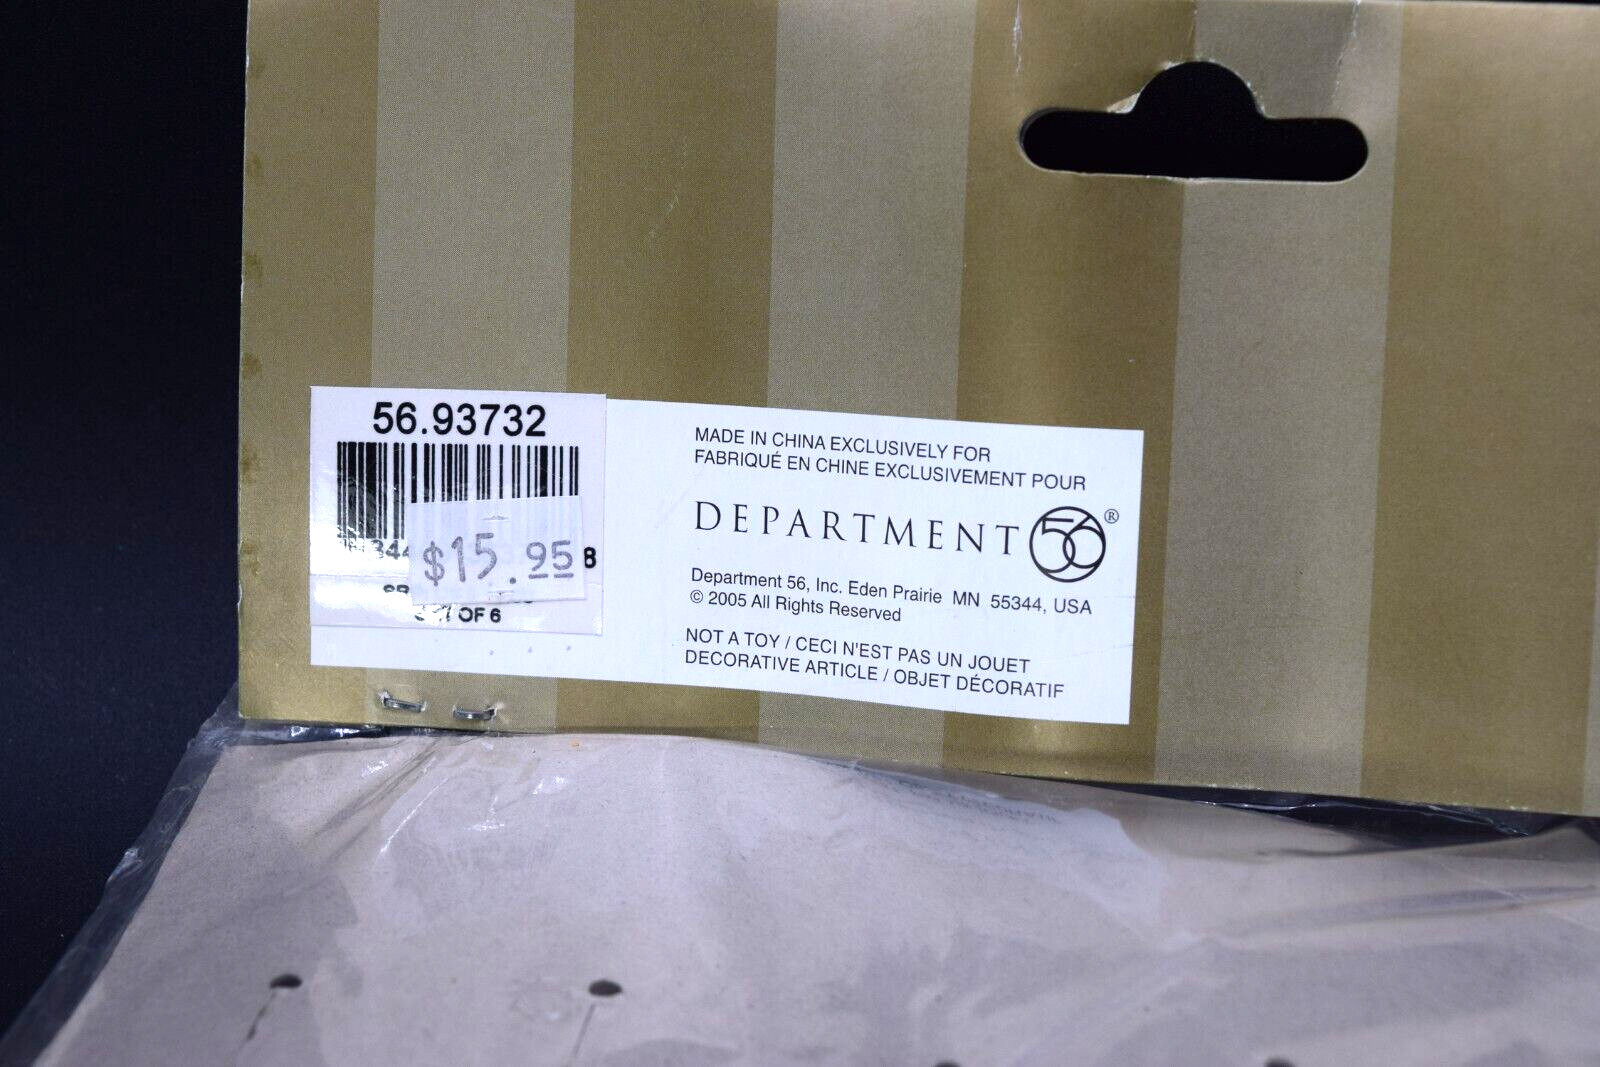 56.93732
$15.95
8
OF 6
MADE IN CHINA EXCLUSIVELY FOR
FABRIQUÉ EN CHINE EXCLUSIVEMENT POUR
DEPARTMENT 56®
Department 56, Inc. Eden Prairie MN 55344, USA
© 2005 All Rights Reserved
NOT A TOY / CECI N'EST PAS UN JOUET
DECORATIVE ARTICLE / OBJET DÉCORATIF